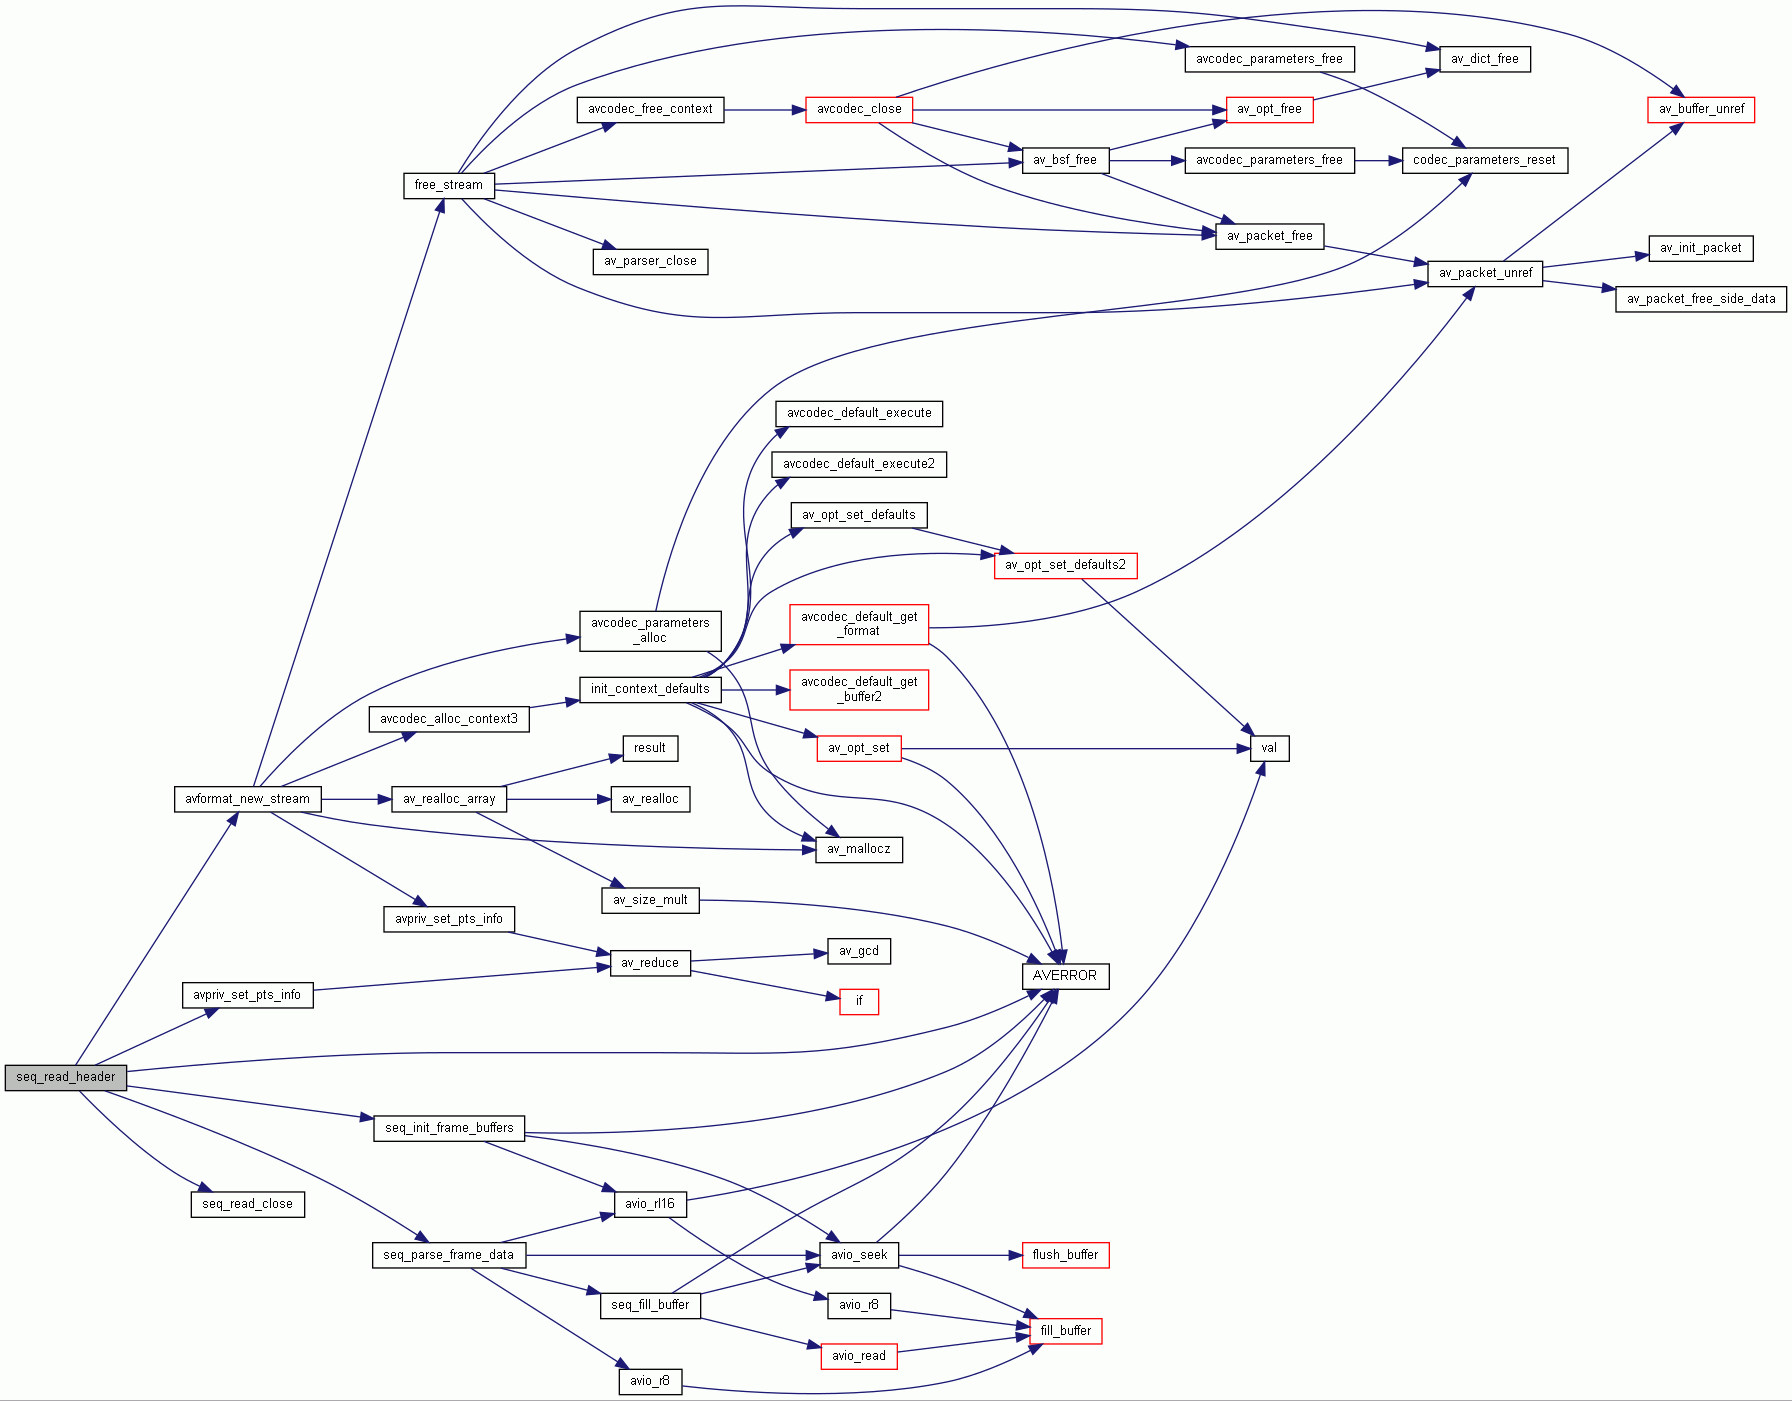 avcodec_parameters_free
av_dict_free
avcodec_free_context
avcodec_close
av_opt_free
av_buffer_unref
av_bsf_free
avcodec_parameters_free
codec_parameters_reset
free_stream
av_packet_free
av_parser_close
av_packet_unref
av_init_packet
av_packet_free_side_data
avcodec_default_execute
avcodec_default_execute2
av_opt_set_defaults
av_opt_set_defaults2
avcodec_parameters
_alloc
avcodec_default_get
_format
init_context_defaults
avcodec_default_get
_buffer2
avcodec_alloc_context3
result
av_opt_set
val
avformat_new_stream
av_realloc_array
av_realloc
av_mallocz
av_size_mult
avpriv_set_pts_info
av_reduce
av_gcd
AVERROR
avpriv_set_pts_info
if
seq_read_header
seq_init_frame_buffers
seq_read_close
avio_rl16
seq_parse_frame_data
avio_seek
flush_buffer
seq_fill_buffer
avio_r8
fill_buffer
avio_read
avio_r8